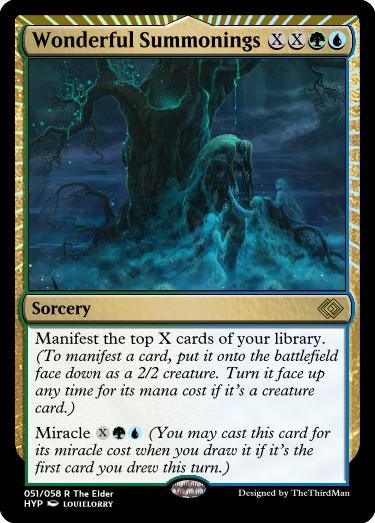 Wonderful Summonings X X
Sorcery
Manifest the top X cards of your library.
(To manifest a card, put it onto the battlefield
face down as a 2/2 creature. Turn it face up
any time for its mana cost if it's a creature
card.)
Miracle X (You may cast this card for
its miracle cost when you draw it if it's the
first card you drew this turn.)
051/058 R The Elder
HYP LOUIELORRY
Designed by TheThirdMan